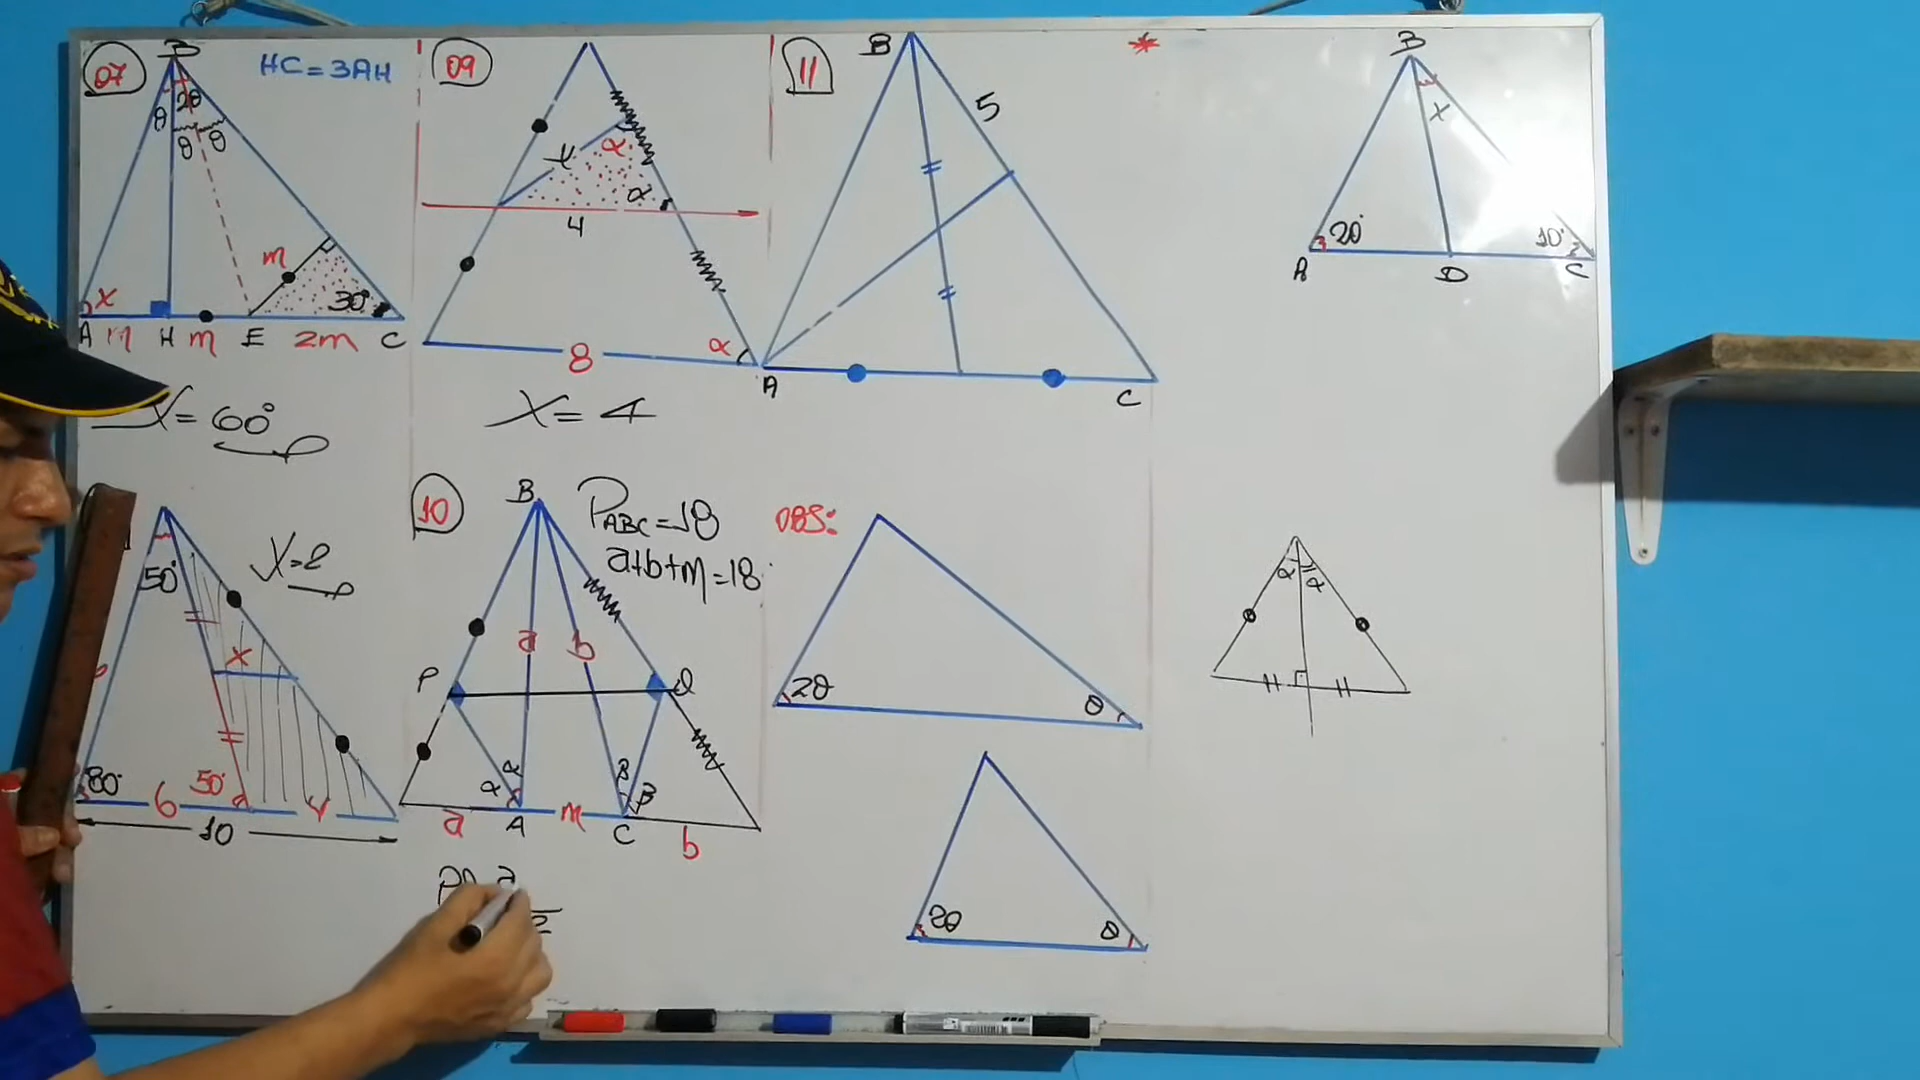 07
HC=3AH
B
θ
2θ
θ
θ
m
x
30°
A
m
H
m
E
2m
C
X=60°
09
x
α
α
4
8
α
X=4
11
B
5
A
C
*
B
x
20°
10°
A
D
C
50°
X=2
x
80°
6
50°
10
10
B
P_ABC=18
a+b+m=18
a
b
P
Q
α
α
β
β
a
A
m
C
b
OBS:
2θ
θ
2θ
θ
α
α